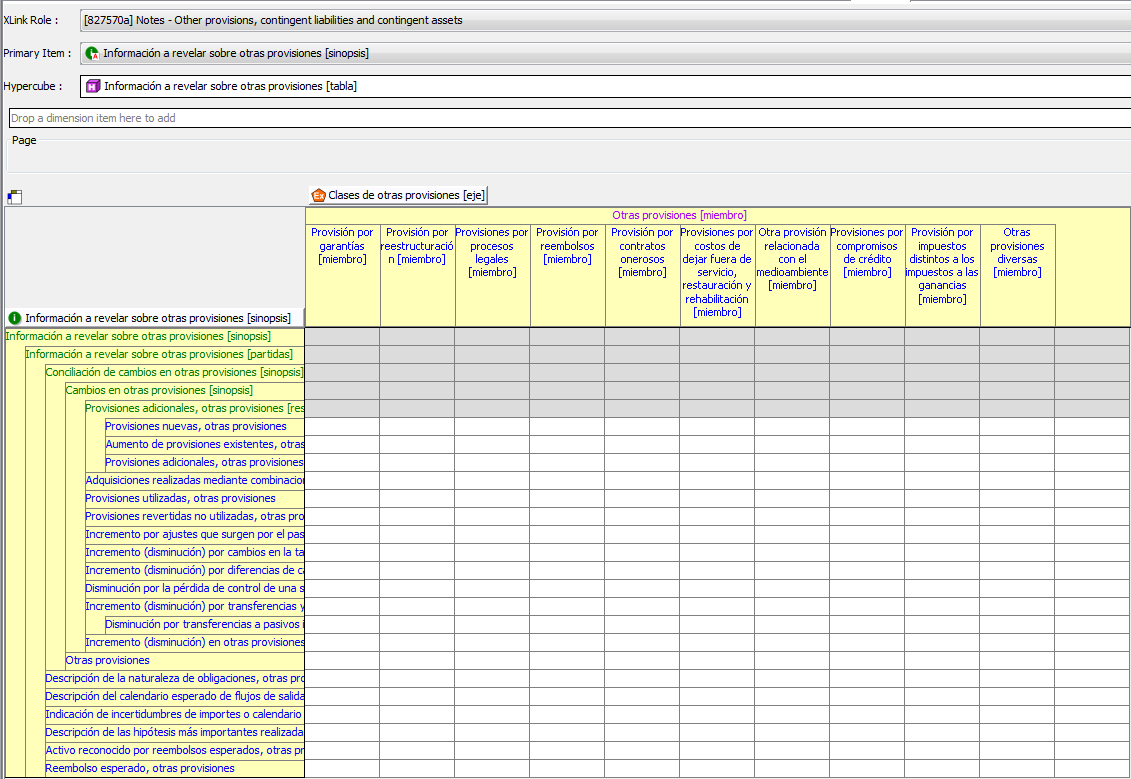 XLink Role : [827570a] Notes - Other provisions, contingent liabilities and contingent assets
Primary Item : Información a revelar sobre otras provisiones [sinopsis]
Hypercube : H Información a revelar sobre otras provisiones [tabla]
Drop a dimension item here to add
Page
Ex Clases de otras provisiones [eje]
Otras provisiones [miembro]
Provisión por
garantías
[miembro]
Provisión por
reestructuració
n [miembro]
Provisiones por
procesos
legales
[miembro]
Provisión por
reembolsos
[miembro]
Provisión por
contratos
onerosos
[miembro]
Provisiones por
costos de
dejar fuera de
servicio,
restauración y
rehabilitación
[miembro]
Otra provisión
relacionada
con el
medioambiente
[miembro]
Provisiones por
compromisos
de crédito
[miembro]
Provisión por
impuestos
distintos a los
impuestos a las
ganancias
[miembro]
Otras
provisiones
diversas
[miembro]
Información a revelar sobre otras provisiones [sinopsis]
Información a revelar sobre otras provisiones [sinopsis]
Información a revelar sobre otras provisiones [partidas]
Conciliación de cambios en otras provisiones [sinopsis]
Cambios en otras provisiones [sinopsis]
Provisiones adicionales, otras provisiones [res
Provisiones nuevas, otras provisiones
Aumento de provisiones existentes, otras
Provisiones adicionales, otras provisiones
Adquisiciones realizadas mediante combinacion
Provisiones utilizadas, otras provisiones
Provisiones revertidas no utilizadas, otras pro
Incremento por ajustes que surgen por el pas
Incremento (disminución) por cambios en la ta
Incremento (disminución) por diferencias de ca
Disminución por la pérdida de control de una s
Incremento (disminución) por transferencias y
Disminución por transferencias a pasivos i
Incremento (disminución) en otras provisiones
Otras provisiones
Descripción de la naturaleza de obligaciones, otras pro
Descripción del calendario esperado de flujos de salida
Indicación de incertidumbres de importes o calendario
Descripción de las hipótesis más importantes realizada
Activo reconocido por reembolsos esperados, otras pr
Reembolso esperado, otras provisiones